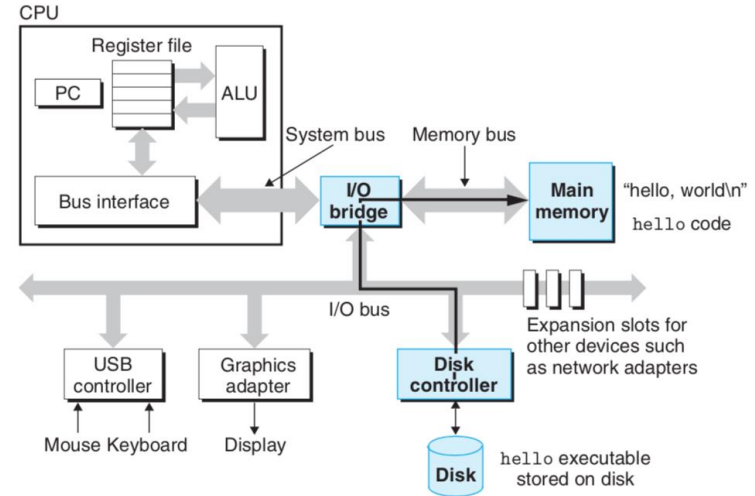 CPU
Register file
PC
ALU
System bus
Memory bus
Bus interface
I/O
bridge
Main
memory
“hello, world\n”
hello code
I/O bus
Expansion slots for
other devices such
as network adapters
USB
controller
Graphics
adapter
Disk
controller
Mouse Keyboard
Display
Disk
hello executable
stored on disk